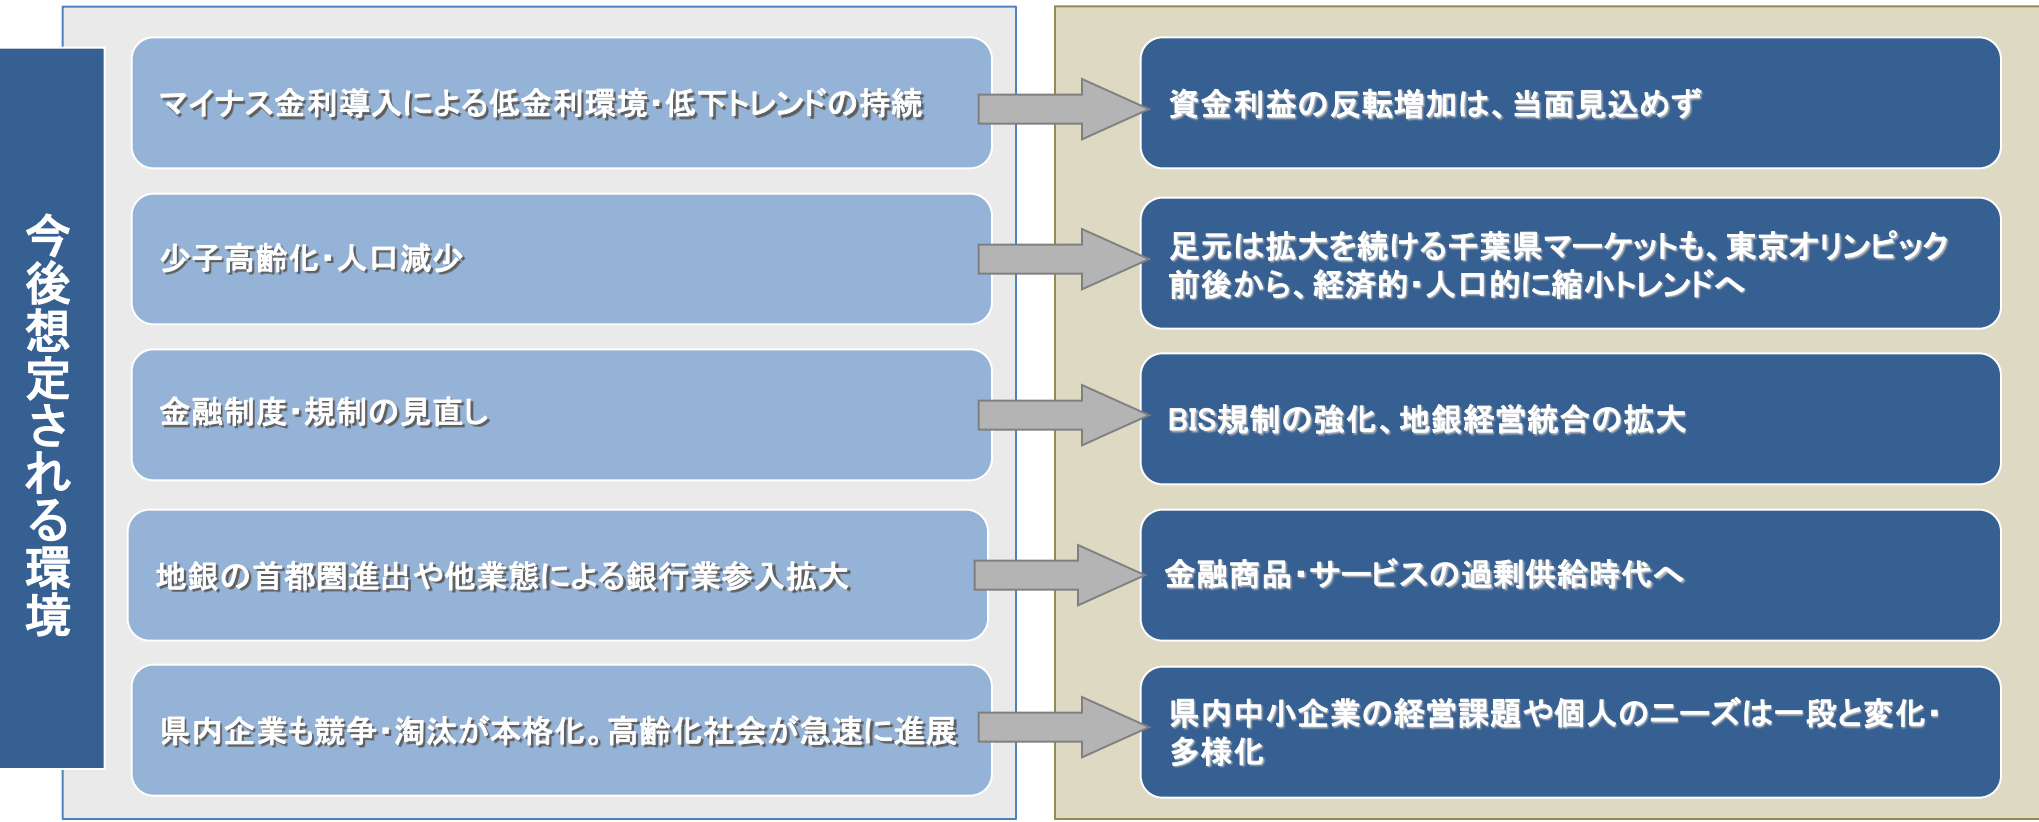 今後想定される環境
マイナス金利導入による低金利環境・低下トレンドの持続
資金利益の反転増加は、当面見込めず
少子高齢化・人口減少
足元は拡大を続ける千葉県マーケットも、東京オリンピック
前後から、経済的・人口的に縮小トレンドへ
金融制度・規制の見直し
BIS規制の強化、地銀経営統合の拡大
地銀の首都圏進出や他業態による銀行業参入拡大
金融商品・サービスの過剰供給時代へ
県内企業も競争・淘汰が本格化。高齢化社会が急速に進展
県内中小企業の経営課題や個人のニーズは一段と変化・
多様化